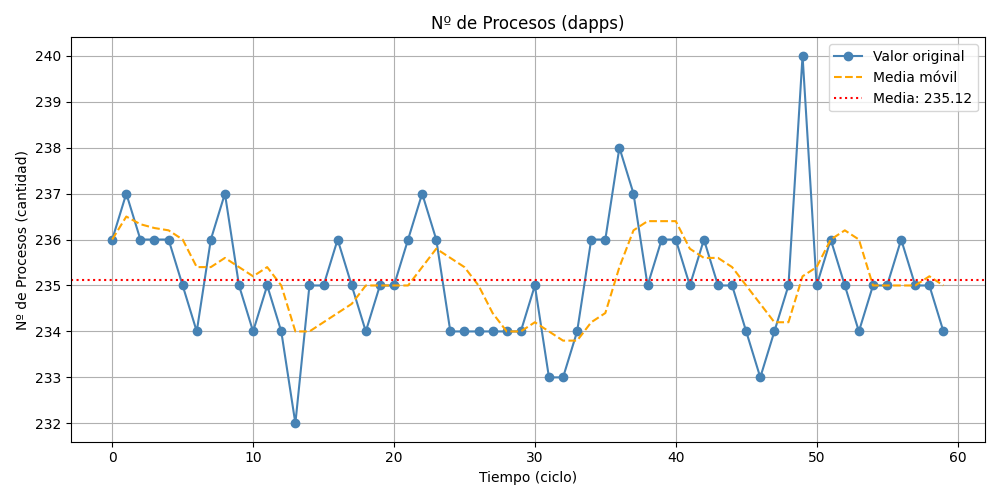 Nº de Procesos (dapps)
Nº de Procesos (cantidad)
240
239
238
237
236
235
234
233
232
Valor original
Media móvil
Media: 235.12
0 10 20 30 40 50 60
Tiempo (ciclo)